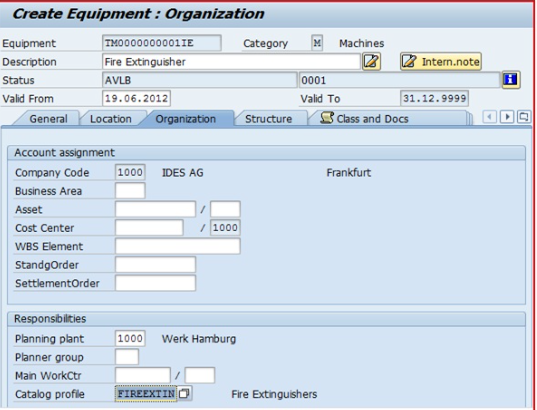 Create Equipment : Organization
Equipment TM0000000001IE Category M Machines
Description Fire Extinguisher Intern.note
Status AVLB 0001
Valid From 19.06.2012 Valid To 31.12.9999
General Location Organization Structure Class and Docs
Account assignment
Company Code 1000 IDES AG Frankfurt
Business Area
Asset /
Cost Center / 1000
WBS Element
StandgOrder
SettlementOrder
Responsibilities
Planning plant 1000 Werk Hamburg
Planner group
Main WorkCtr /
Catalog profile FIREEXTIN Fire Extinguishers